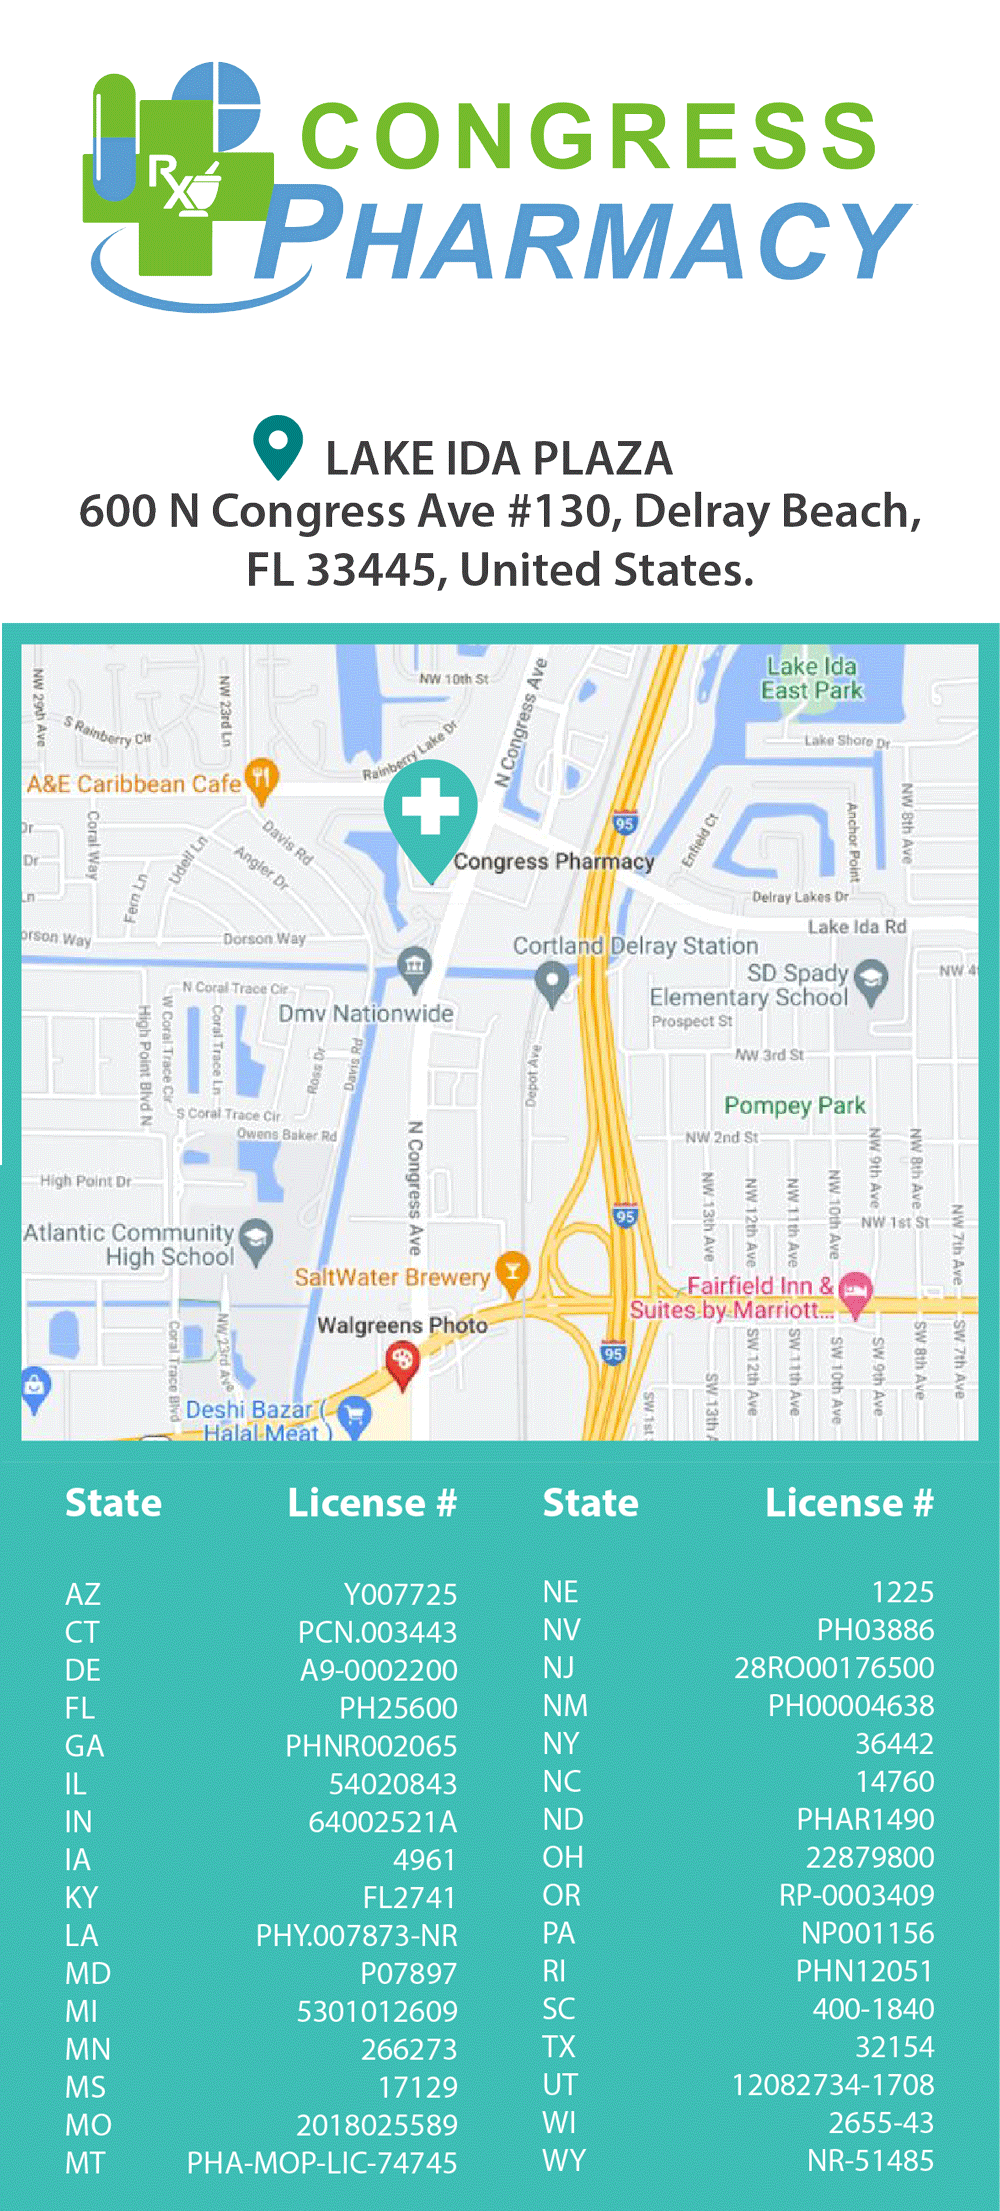 Rx
CONGRESS
PHARMACY
LAKE IDA PLAZA
600 N Congress Ave #130, Delray Beach,
FL 33445, United States.
NW 29th Ave
S Rainberry Cir
NW 23rd Ln
NW 10th St
N Congress Ave
Lake Ida
East Park
Lake Shore Dr
Rainberry Lake Dr
A&E Caribbean Cafe
95
NW 8th Ave
Anchor Point
Enfield Ct
Dr
Dr
Coral Way
Davis Rd
Udell Ln
Angler Dr
Fern Ln
Congress Pharmacy
Delray Lakes Dr
Lake Ida Rd
Ln
orson Way
Dorson Way
Cortland Delray Station
SD Spady
Elementary School
NW 4
N Coral Trace Cir
Dmv Nationwide
Prospect St
High Point Blvd N
W Coral Trace Cir
Coral Trace Ln
Ross Dr
Davis Rd
Depot Ave
NW 3rd St
Pompey Park
S Coral Trace Cir
Owens Baker Rd
N Congress Ave
NW 2nd St
High Point Dr
NW 13th Ave
NW 12th Ave
NW 11th Ave
NW 10th Ave
NW 9th Ave
NW 8th Ave
NW 7th Ave
95
NW 1st St
Atlantic Community
High School
SaltWater Brewery
Fairfield Inn &
Suites by Marriott...
Walgreens Photo
Coral Trace Blvd
NW 23rd Ave
95
SW 12th Ave
SW 11th Ave
SW 10th Ave
SW 9th Ave
SW 8th Ave
SW 7th Ave
SW 13th A
SW 1st
Deshi Bazar (
Halal Meat )
State License # State License #
AZ Y007725 NE 1225
CT PCN.003443 NV PH03886
DE A9-0002200 NJ 28RO00176500
FL PH25600 NM PH00004638
GA PHNR002065 NY 36442
IL 54020843 NC 14760
IN 64002521A ND PHAR1490
IA 4961 OH 22879800
KY FL2741 OR RP-0003409
LA PHY.007873-NR PA NP001156
MD P07897 RI PHN12051
MI 5301012609 SC 400-1840
MN 266273 TX 32154
MS 17129 UT 12082734-1708
MO 2018025589 WI 2655-43
MT PHA-MOP-LIC-74745 WY NR-51485